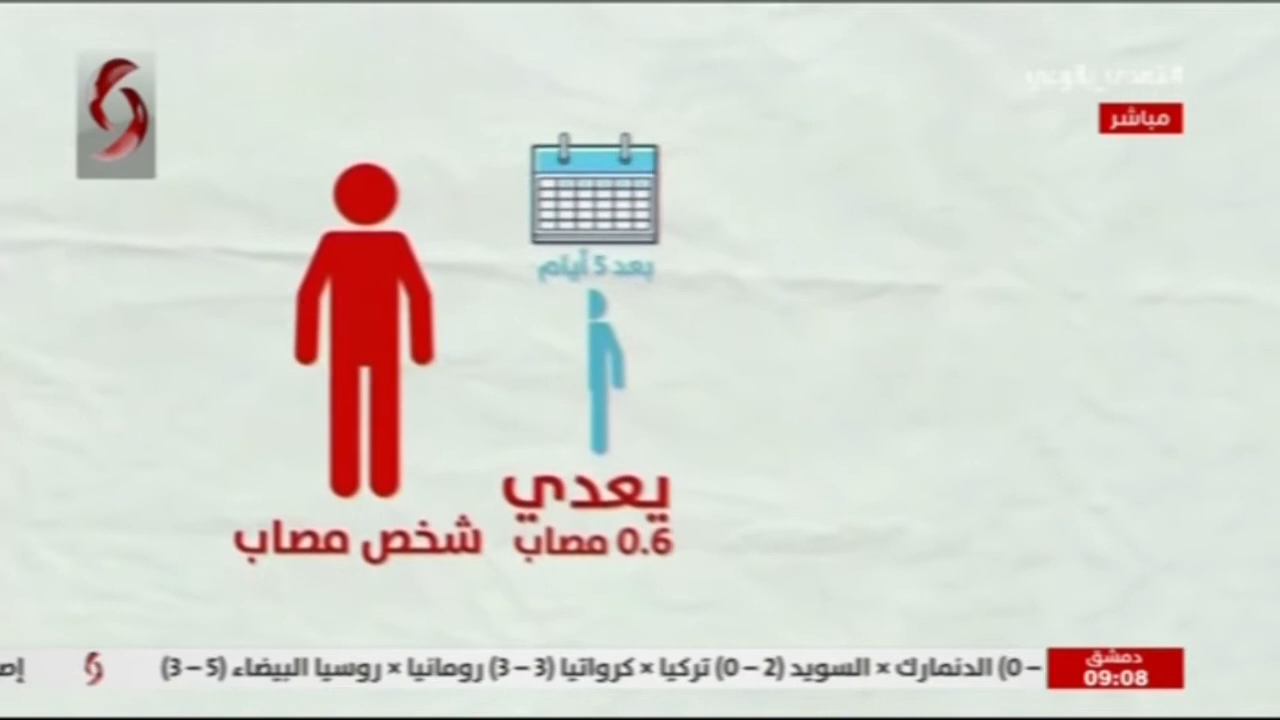 مباشر
بعد 5 أيام
يعدي
0.6 مصاب
شخص مصاب
دمشق
09:08
0 –) الدنمارك × السويد (2 – 0) تركيا × كرواتيا (3 – 3) رومانيا × روسيا البيضاء (5 – 3)